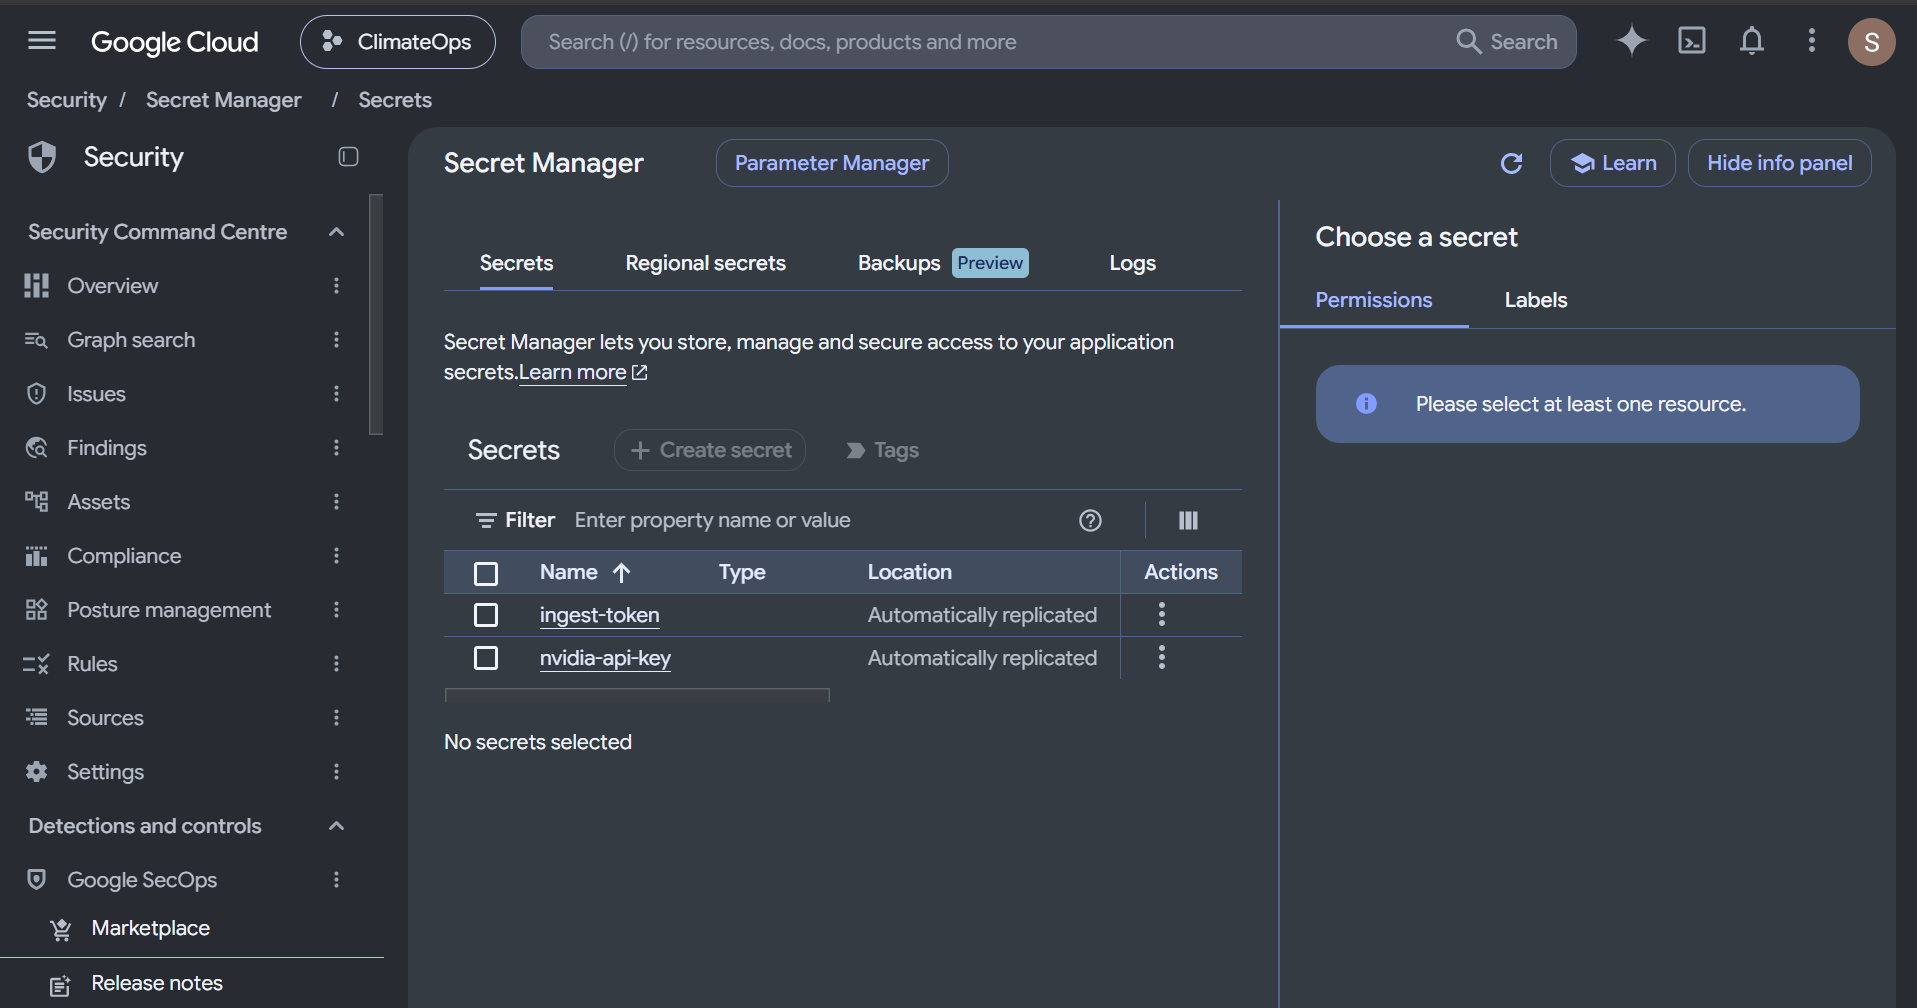 Google Cloud
ClimateOps
Search (/) for resources, docs, products and more
Search
S
Security / Secret Manager / Secrets
Security
Security Command Centre
Overview
Graph search
Issues
Findings
Assets
Compliance
Posture management
Rules
Sources
Settings
Detections and controls
Google SecOps
Marketplace
Release notes
Secret Manager
Parameter Manager
Learn
Hide info panel
Secrets
Regional secrets
Backups Preview
Logs
Secret Manager lets you store, manage and secure access to your application
secrets.Learn more
Secrets
Create secret
Tags
Filter Enter property name or value
Name Type Location Actions
ingest-token Automatically replicated
nvidia-api-key Automatically replicated
No secrets selected
Choose a secret
Permissions
Labels
Please select at least one resource.